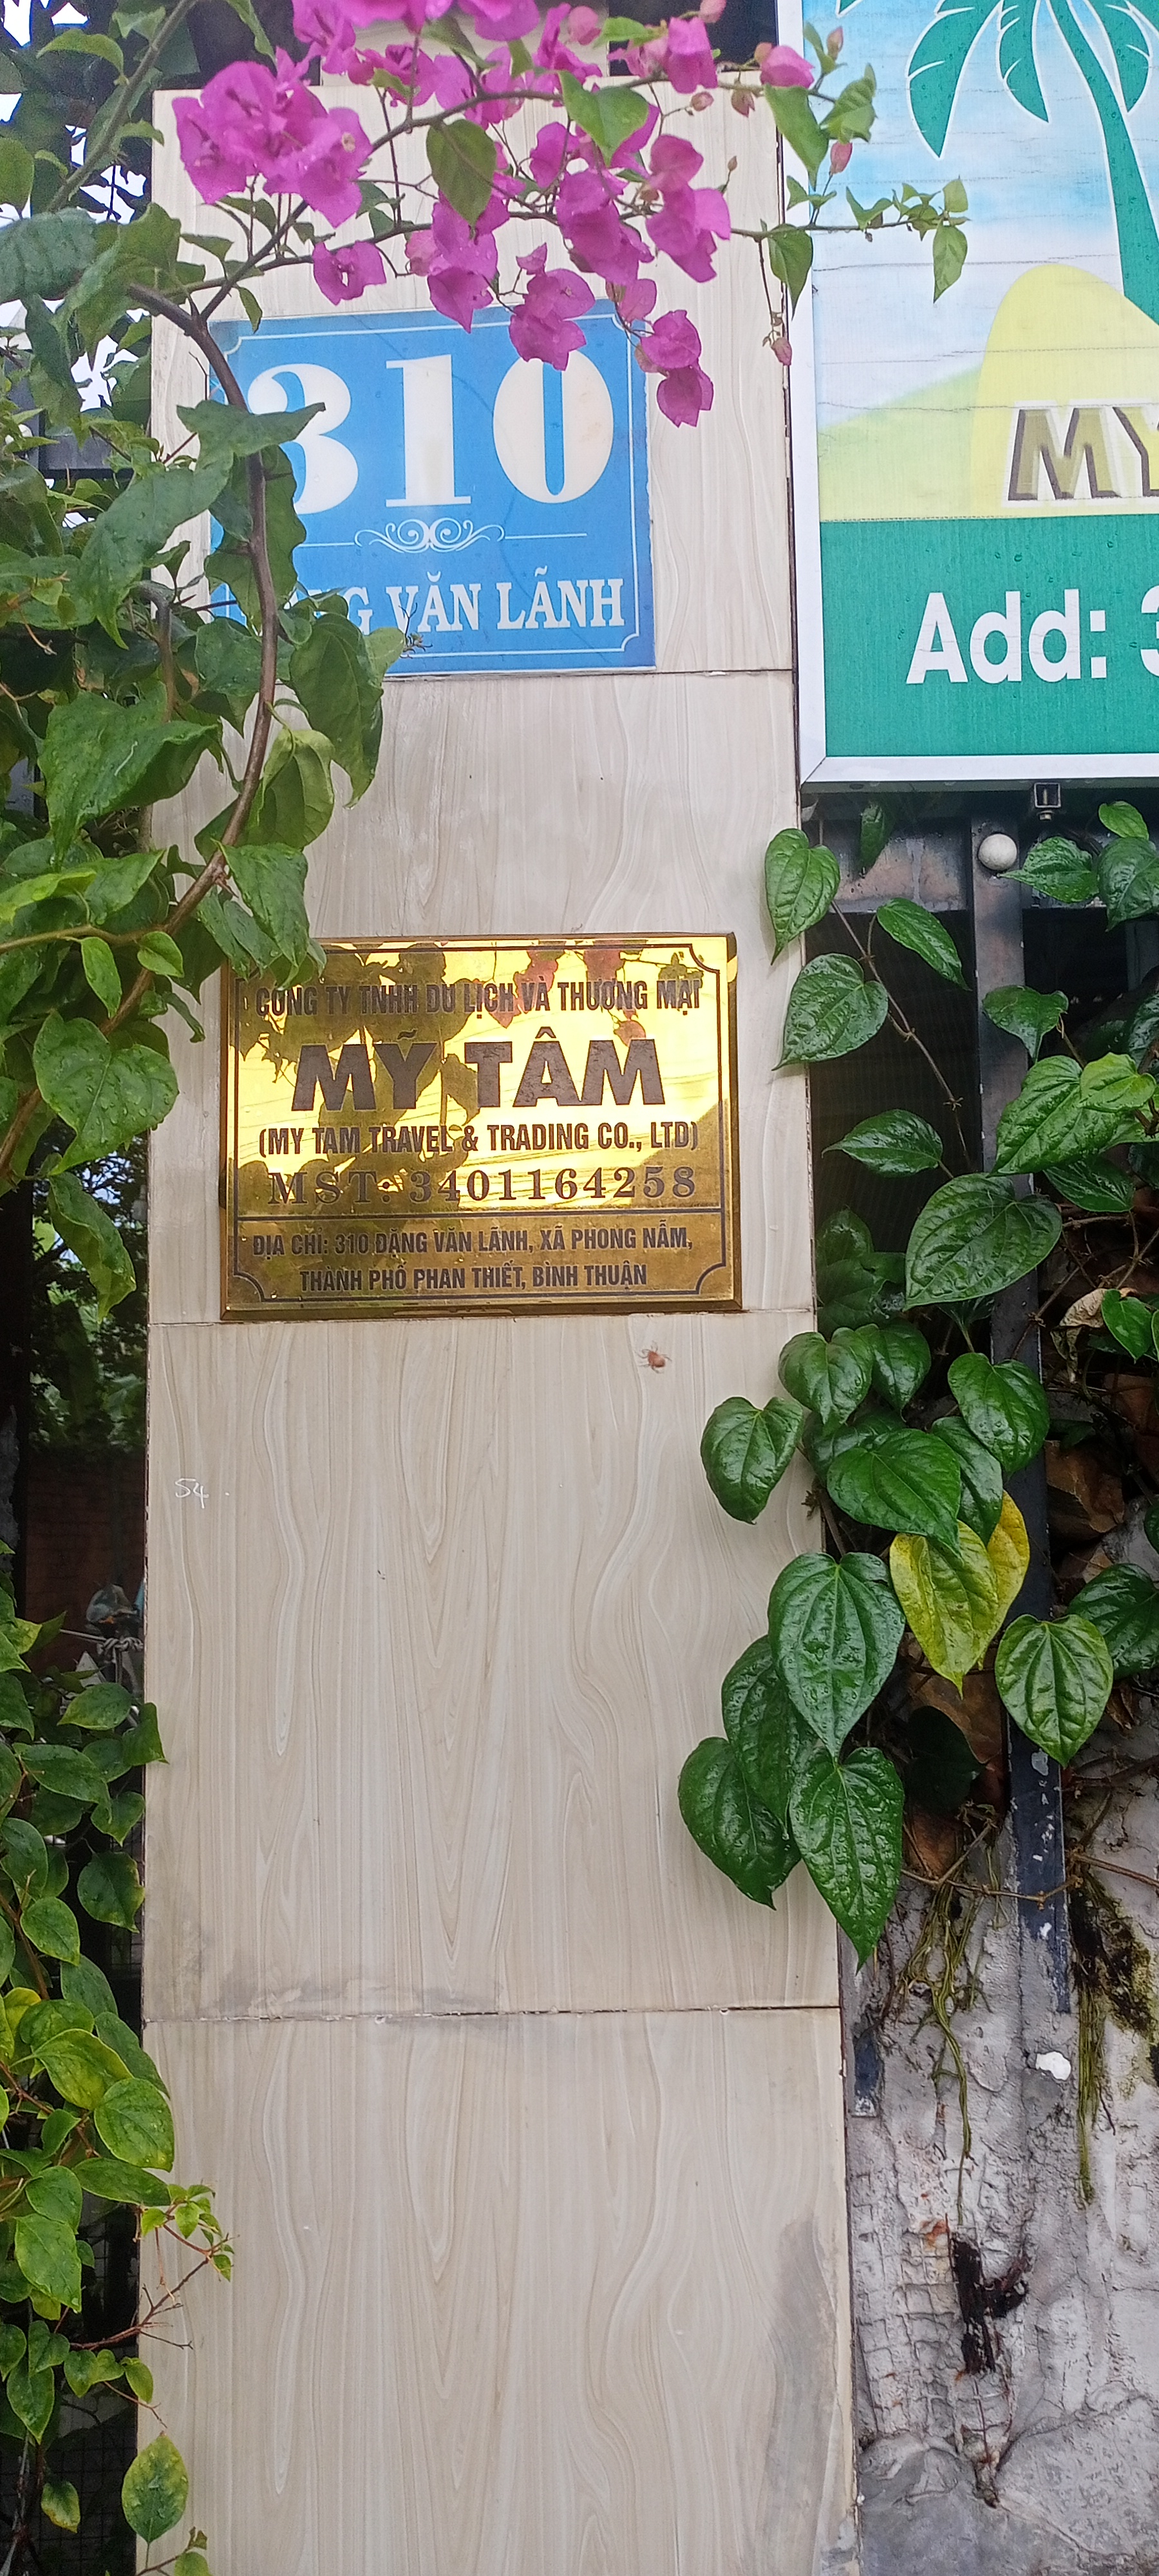 310
VĂN LÃNH
MY
Add: 3
CÔNG TY TNHH DU LỊCH VÀ THƯƠNG MẠI
MỸ TÂM
(MY TAM TRAVEL & TRADING CO., LTD)
MST: 3401164258
ĐỊA CHỈ: 310 ĐẶNG VĂN LÃNH, XÃ PHONG NẪM,
THÀNH PHỐ PHAN THIẾT, BÌNH THUẬN
54